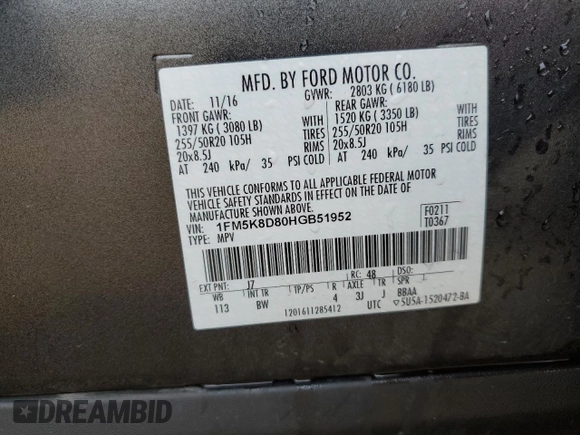 MFD. BY FORD MOTOR CO.
DATE: 11/16 GVWR: 2803 KG ( 6180 LB)
FRONT GAWR: REAR GAWR:
1397 KG ( 3080 LB) WITH 1520 KG ( 3350 LB) WITH
255/50R20 105H TIRES 255/50R20 105H TIRES
20x8.5J RIMS 20x8.5J RIMS
AT 240 kPa/ 35 PSI COLD AT 240 kPa/ 35 PSI COLD
THIS VEHICLE CONFORMS TO ALL APPLICABLE FEDERAL MOTOR
VEHICLE SAFETY STANDARDS IN EFFECT ON THE DATE OF
MANUFACTURE SHOWN ABOVE.
VIN: 1FM5K8D80HGB51952 F0211
TYPE: MPV T0367
EXT PNT: J7 RC: 48 DSO:
WB INT TR TP/PS R AXLE TR SPR
113 BW 4 3J J BBAA
1201611285412 UTC ▽5U5A-1520472-BA
DREAMBID